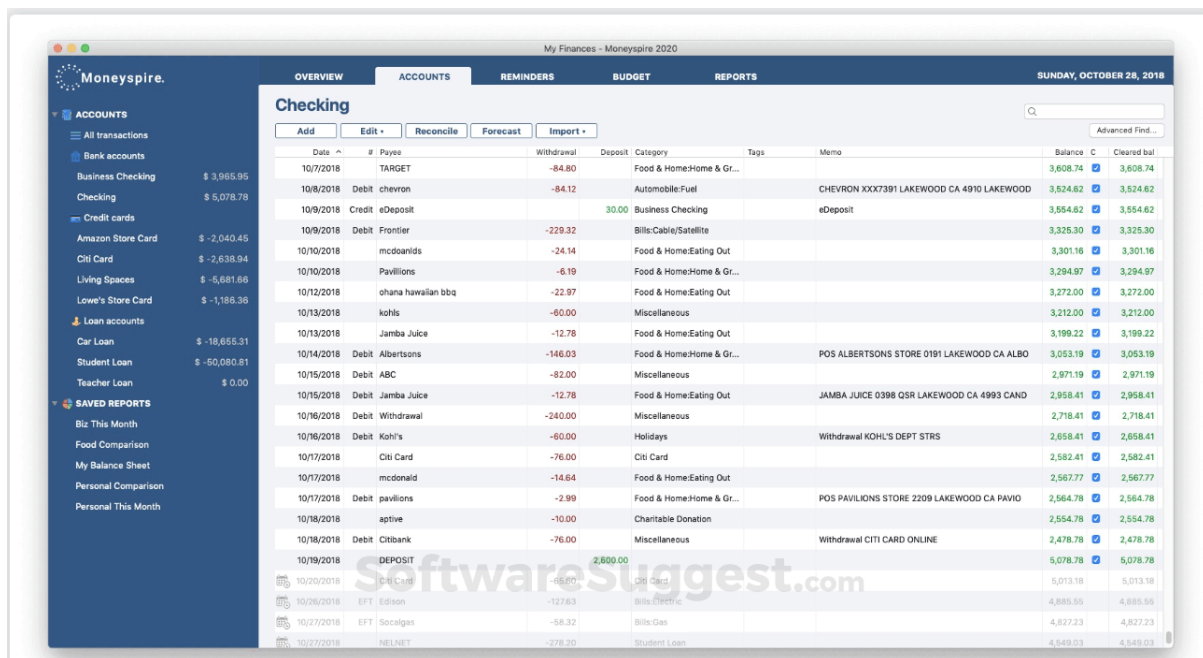 My Finances - Moneyspire 2020
Moneyspire.
OVERVIEW ACCOUNTS REMINDERS BUDGET REPORTS SUNDAY, OCTOBER 28, 2018
ACCOUNTS
All transactions
Bank accounts
Business Checking $ 3,965.95
Checking $ 5,078.78
Credit cards
Amazon Store Card $ -2,040.45
Citi Card $ -2,638.94
Living Spaces $ -5,681.66
Lowe's Store Card $ -1,186.36
Loan accounts
Car Loan $ -18,655.31
Student Loan $ -50,080.81
Teacher Loan $ 0.00
SAVED REPORTS
Biz This Month
Food Comparison
My Balance Sheet
Personal Comparison
Personal This Month
Checking
Add Edit Reconcile Forecast Import Advanced Find...
Date # Payee Withdrawal Deposit Category Tags Memo Balance C Cleared bal
10/7/2018 TARGET -84.80 Food & Home:Home & Gr... 3,608.74 3,608.74
10/8/2018 Debit chevron -84.12 Automobile:Fuel CHEVRON XXX7391 LAKEWOOD CA 4910 LAKEWOOD 3,524.62 3,524.62
10/9/2018 Credit eDeposit 30.00 Business Checking eDeposit 3,554.62 3,554.62
10/9/2018 Debit Frontier -229.32 Bills:Cable/Satellite 3,325.30 3,325.30
10/10/2018 mcdoanlds -24.14 Food & Home:Eating Out 3,301.16 3,301.16
10/10/2018 Pavillions -6.19 Food & Home:Home & Gr... 3,294.97 3,294.97
10/12/2018 ohana hawaiian bbq -22.97 Food & Home:Eating Out 3,272.00 3,272.00
10/13/2018 kohls -60.00 Miscellaneous 3,212.00 3,212.00
10/13/2018 Jamba Juice -12.78 Food & Home:Eating Out 3,199.22 3,199.22
10/14/2018 Debit Albertsons -146.03 Food & Home:Home & Gr... POS ALBERTSONS STORE 0191 LAKEWOOD CA ALBO 3,053.19 3,053.19
10/15/2018 Debit ABC -82.00 Miscellaneous 2,971.19 2,971.19
10/15/2018 Debit Jamba Juice -12.78 Food & Home:Eating Out JAMBA JUICE 0398 QSR LAKEWOOD CA 4993 CAND 2,958.41 2,958.41
10/16/2018 Debit Withdrawal -240.00 Miscellaneous 2,718.41 2,718.41
10/16/2018 Debit Kohl's -60.00 Holidays Withdrawal KOHL'S DEPT STRS 2,658.41 2,658.41
10/17/2018 Citi Card -76.00 Citi Card 2,582.41 2,582.41
10/17/2018 mcdonald -14.64 Food & Home:Eating Out 2,567.77 2,567.77
10/17/2018 Debit pavilions -2.99 Food & Home:Home & Gr... POS PAVILIONS STORE 2209 LAKEWOOD CA PAVIO 2,564.78 2,564.78
10/18/2018 aptive -10.00 Charitable Donation 2,554.78 2,554.78
10/18/2018 Debit Citibank -76.00 Miscellaneous Withdrawal CITI CARD ONLINE 2,478.78 2,478.78
10/19/2018 DEPOSIT 2,600.00 5,078.78 5,078.78
SoftwareSuggest.com
10/20/2018 Citi Card -65.60 Citi Card 5,013.18 5,013.18
10/26/2018 EFT Edison -127.63 Bills:Electric 4,885.55 4,885.55
10/27/2018 EFT Socalgas -58.32 Bills:Gas 4,827.23 4,827.23
10/27/2018 NELNET -278.20 Student Loan 4,549.03 4,549.03